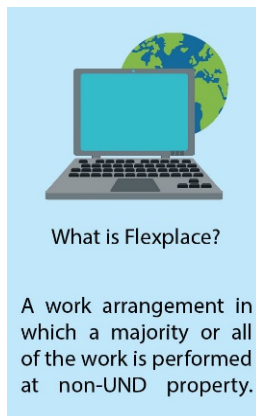 What is Flexplace?
A work arrangement in
which a majority or all
of the work is performed
at non-UND property.